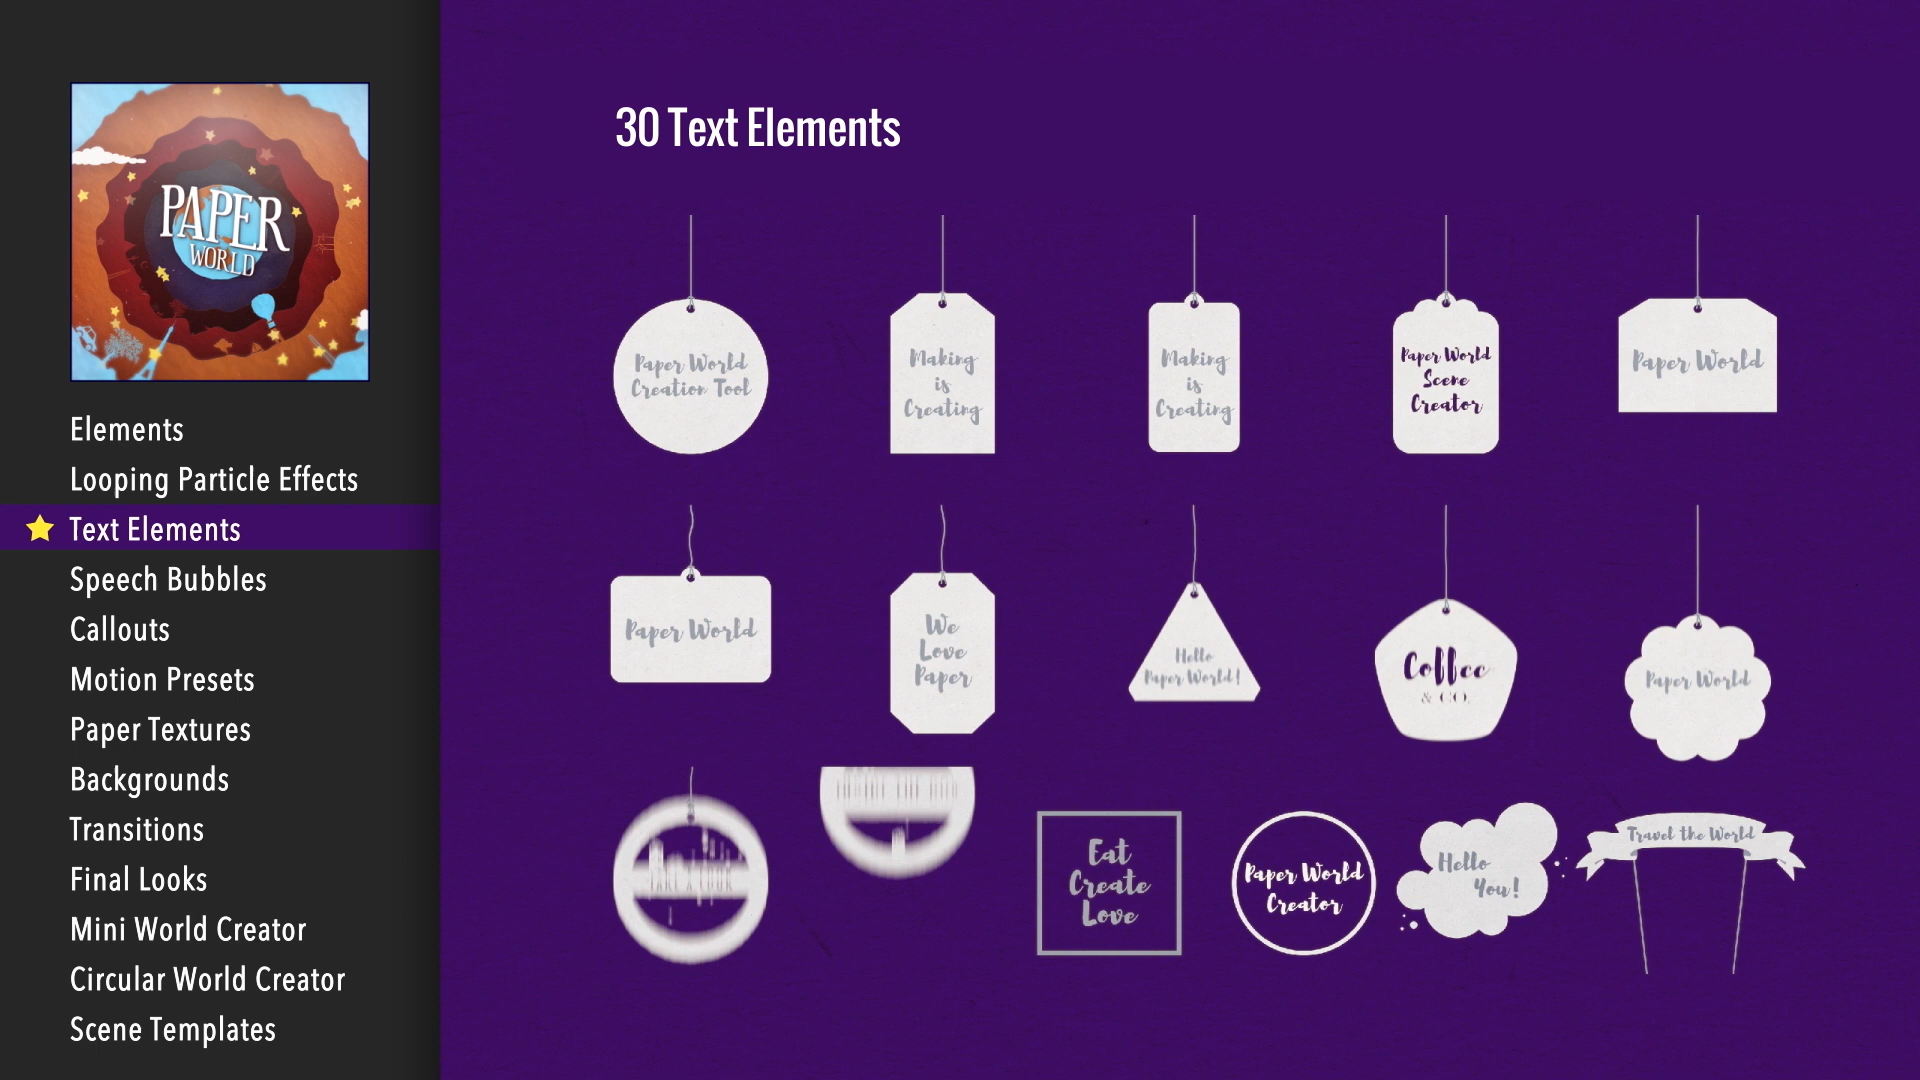 PAPER
WORLD
Elements
Looping Particle Effects
Text Elements
Speech Bubbles
Callouts
Motion Presets
Paper Textures
Backgrounds
Transitions
Final Looks
Mini World Creator
Circular World Creator
Scene Templates
30 Text Elements
Paper World
Creation Tool
Making
is
Creating
Making
is
Creating
Paper World
Scene
Creator
Paper World
Paper World
We
Love
Paper
Hello
Paper World!
Coffee
& CO.
Paper World
TAKE A LOOK
Eat
Create
Love
Paper World
Creator
Hello
You!
Travel the World